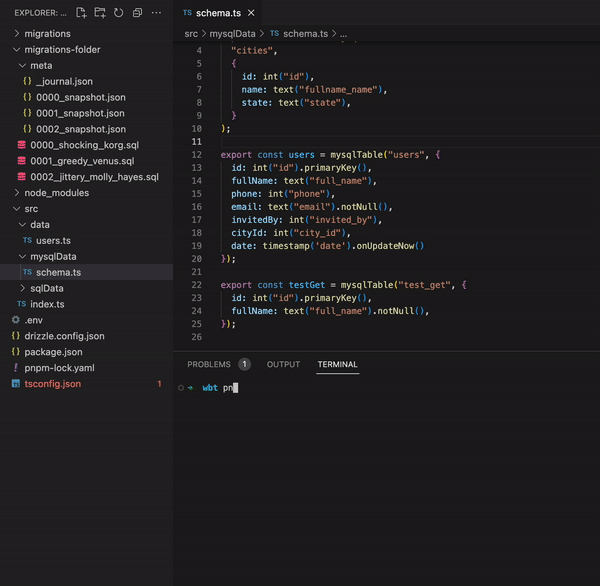 EXPLORER: ...
migrations
migrations-folder
meta
{} _journal.json
{} 0000_snapshot.json
{} 0001_snapshot.json
{} 0002_snapshot.json
0000_shocking_korg.sql
0001_greedy_venus.sql
0002_jittery_molly_hayes.sql
node_modules
src
data
TS users.ts
mysqlData
TS schema.ts
sqlData
TS index.ts
.env
{} drizzle.config.json
{} package.json
! pnpm-lock.yaml
tsconfig.json 1
TS schema.ts ×
src > mysqlData > TS schema.ts > ...
4 "cities",
5 {
6 id: int("id"),
7 name: text("fullname_name"),
8 state: text("state"),
9 }
10 );
11
12 export const users = mysqlTable("users", {
13 id: int("id").primaryKey(),
14 fullName: text("full_name"),
15 phone: int("phone"),
16 email: text("email").notNull(),
17 invitedBy: int("invited_by"),
18 cityId: int("city_id"),
19 date: timestamp('date').onUpdateNow()
20 });
21
22 export const testGet = mysqlTable("test_get", {
23 id: int("id").primaryKey(),
24 fullName: text("full_name").notNull(),
25 });
26
PROBLEMS 1 OUTPUT TERMINAL
wbt pn